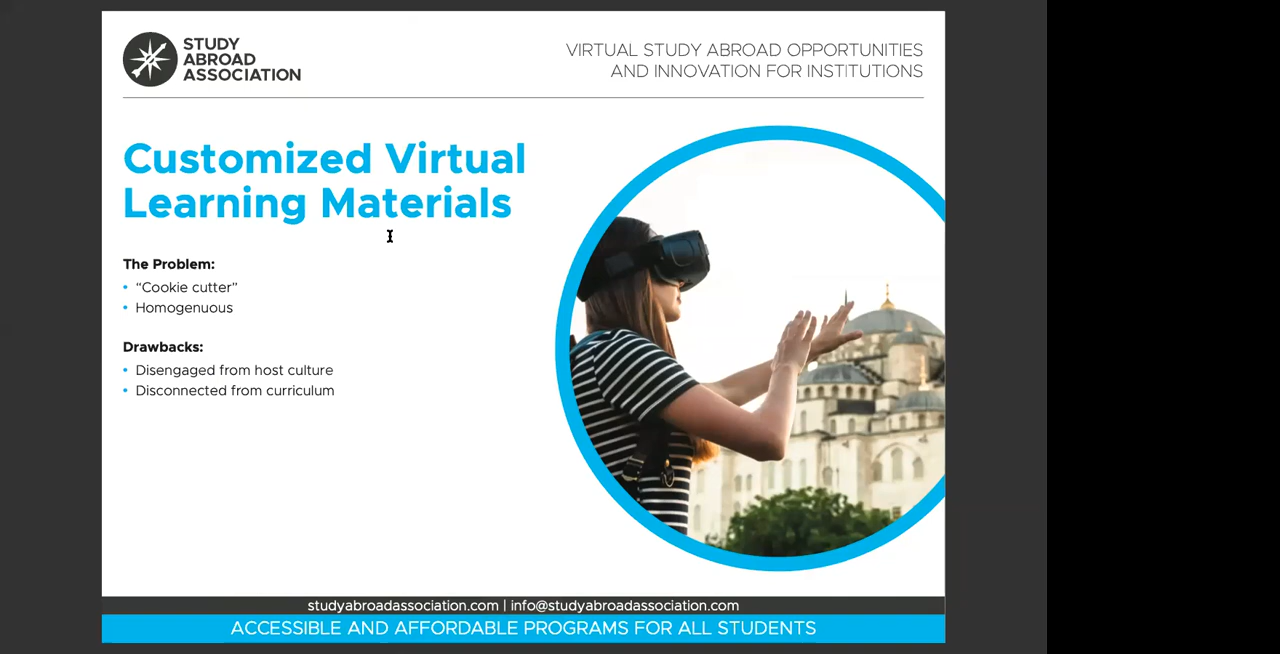 STUDY
ABROAD
ASSOCIATION
VIRTUAL STUDY ABROAD OPPORTUNITIES
AND INNOVATION FOR INSTITUTIONS
Customized Virtual
Learning Materials
The Problem:
• “Cookie cutter”
• Homogenuous
Drawbacks:
• Disengaged from host culture
• Disconnected from curriculum
studyabroadassociation.com | info@studyabroadassociation.com
ACCESSIBLE AND AFFORDABLE PROGRAMS FOR ALL STUDENTS